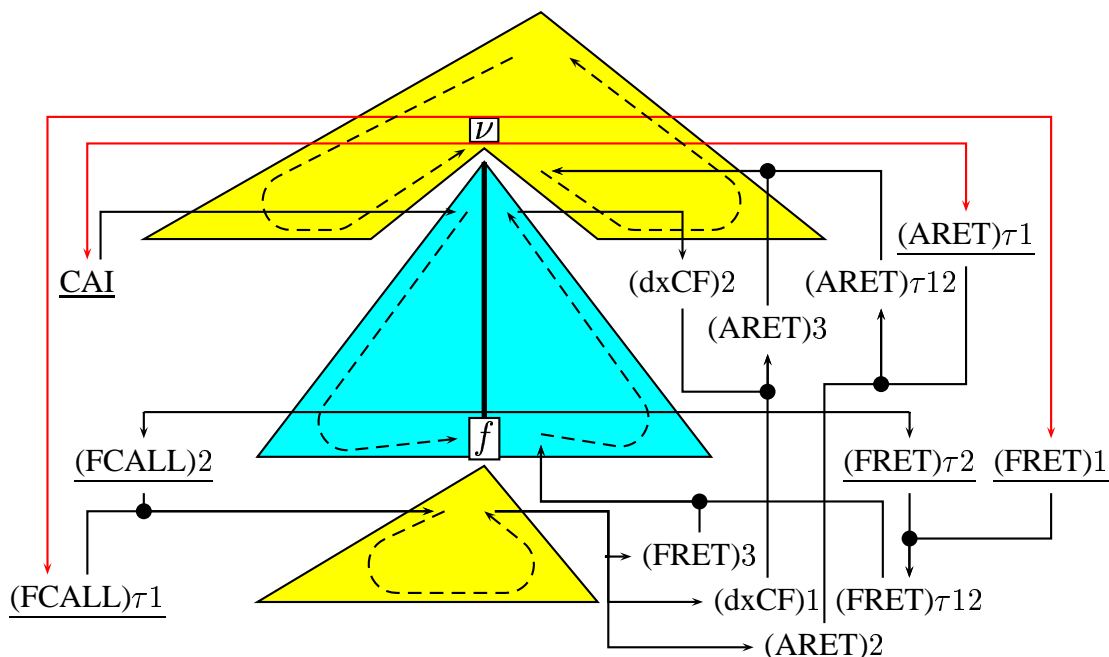 ν
(ARET)τ1
CAI
(dxCF)2
(ARET)τ12
(ARET)3
f
(FCALL)2
(FRET)τ2
(FRET)1
(FRET)3
(FCALL)τ1
(dxCF)1
(FRET)τ12
(ARET)2